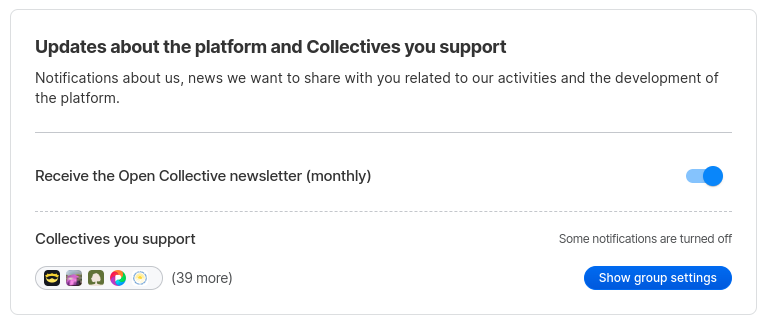 Updates about the platform and Collectives you support
Notifications about us, news we want to share with you related to our activities and the development of
the platform.
Receive the Open Collective newsletter (monthly)
Collectives you support
Some notifications are turned off
(39 more)
Show group settings